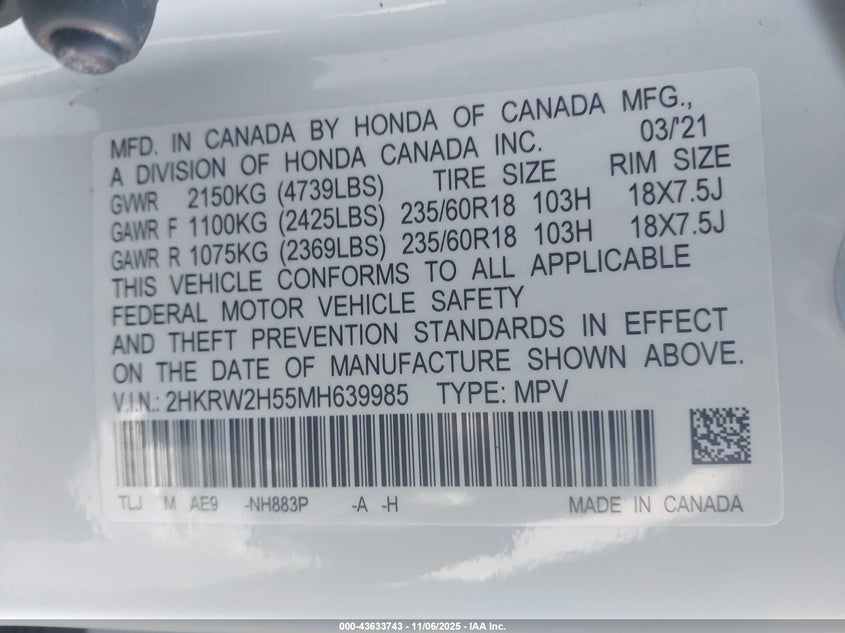 MFD. IN CANADA BY HONDA OF CANADA MFG.,
A DIVISION OF HONDA CANADA INC. 03/'21
GVWR 2150KG (4739LBS) TIRE SIZE RIM SIZE
GAWR F 1100KG (2425LBS) 235/60R18 103H 18X7.5J
GAWR R 1075KG (2369LBS) 235/60R18 103H 18X7.5J
THIS VEHICLE CONFORMS TO ALL APPLICABLE
FEDERAL MOTOR VEHICLE SAFETY
AND THEFT PREVENTION STANDARDS IN EFFECT
ON THE DATE OF MANUFACTURE SHOWN ABOVE.
V.I.N.: 2HKRW2H55MH639985 TYPE: MPV
TLJ M AE9 -NH883P -A -H MADE IN CANADA
000-43633743 - 11/06/2025 - IAA Inc.